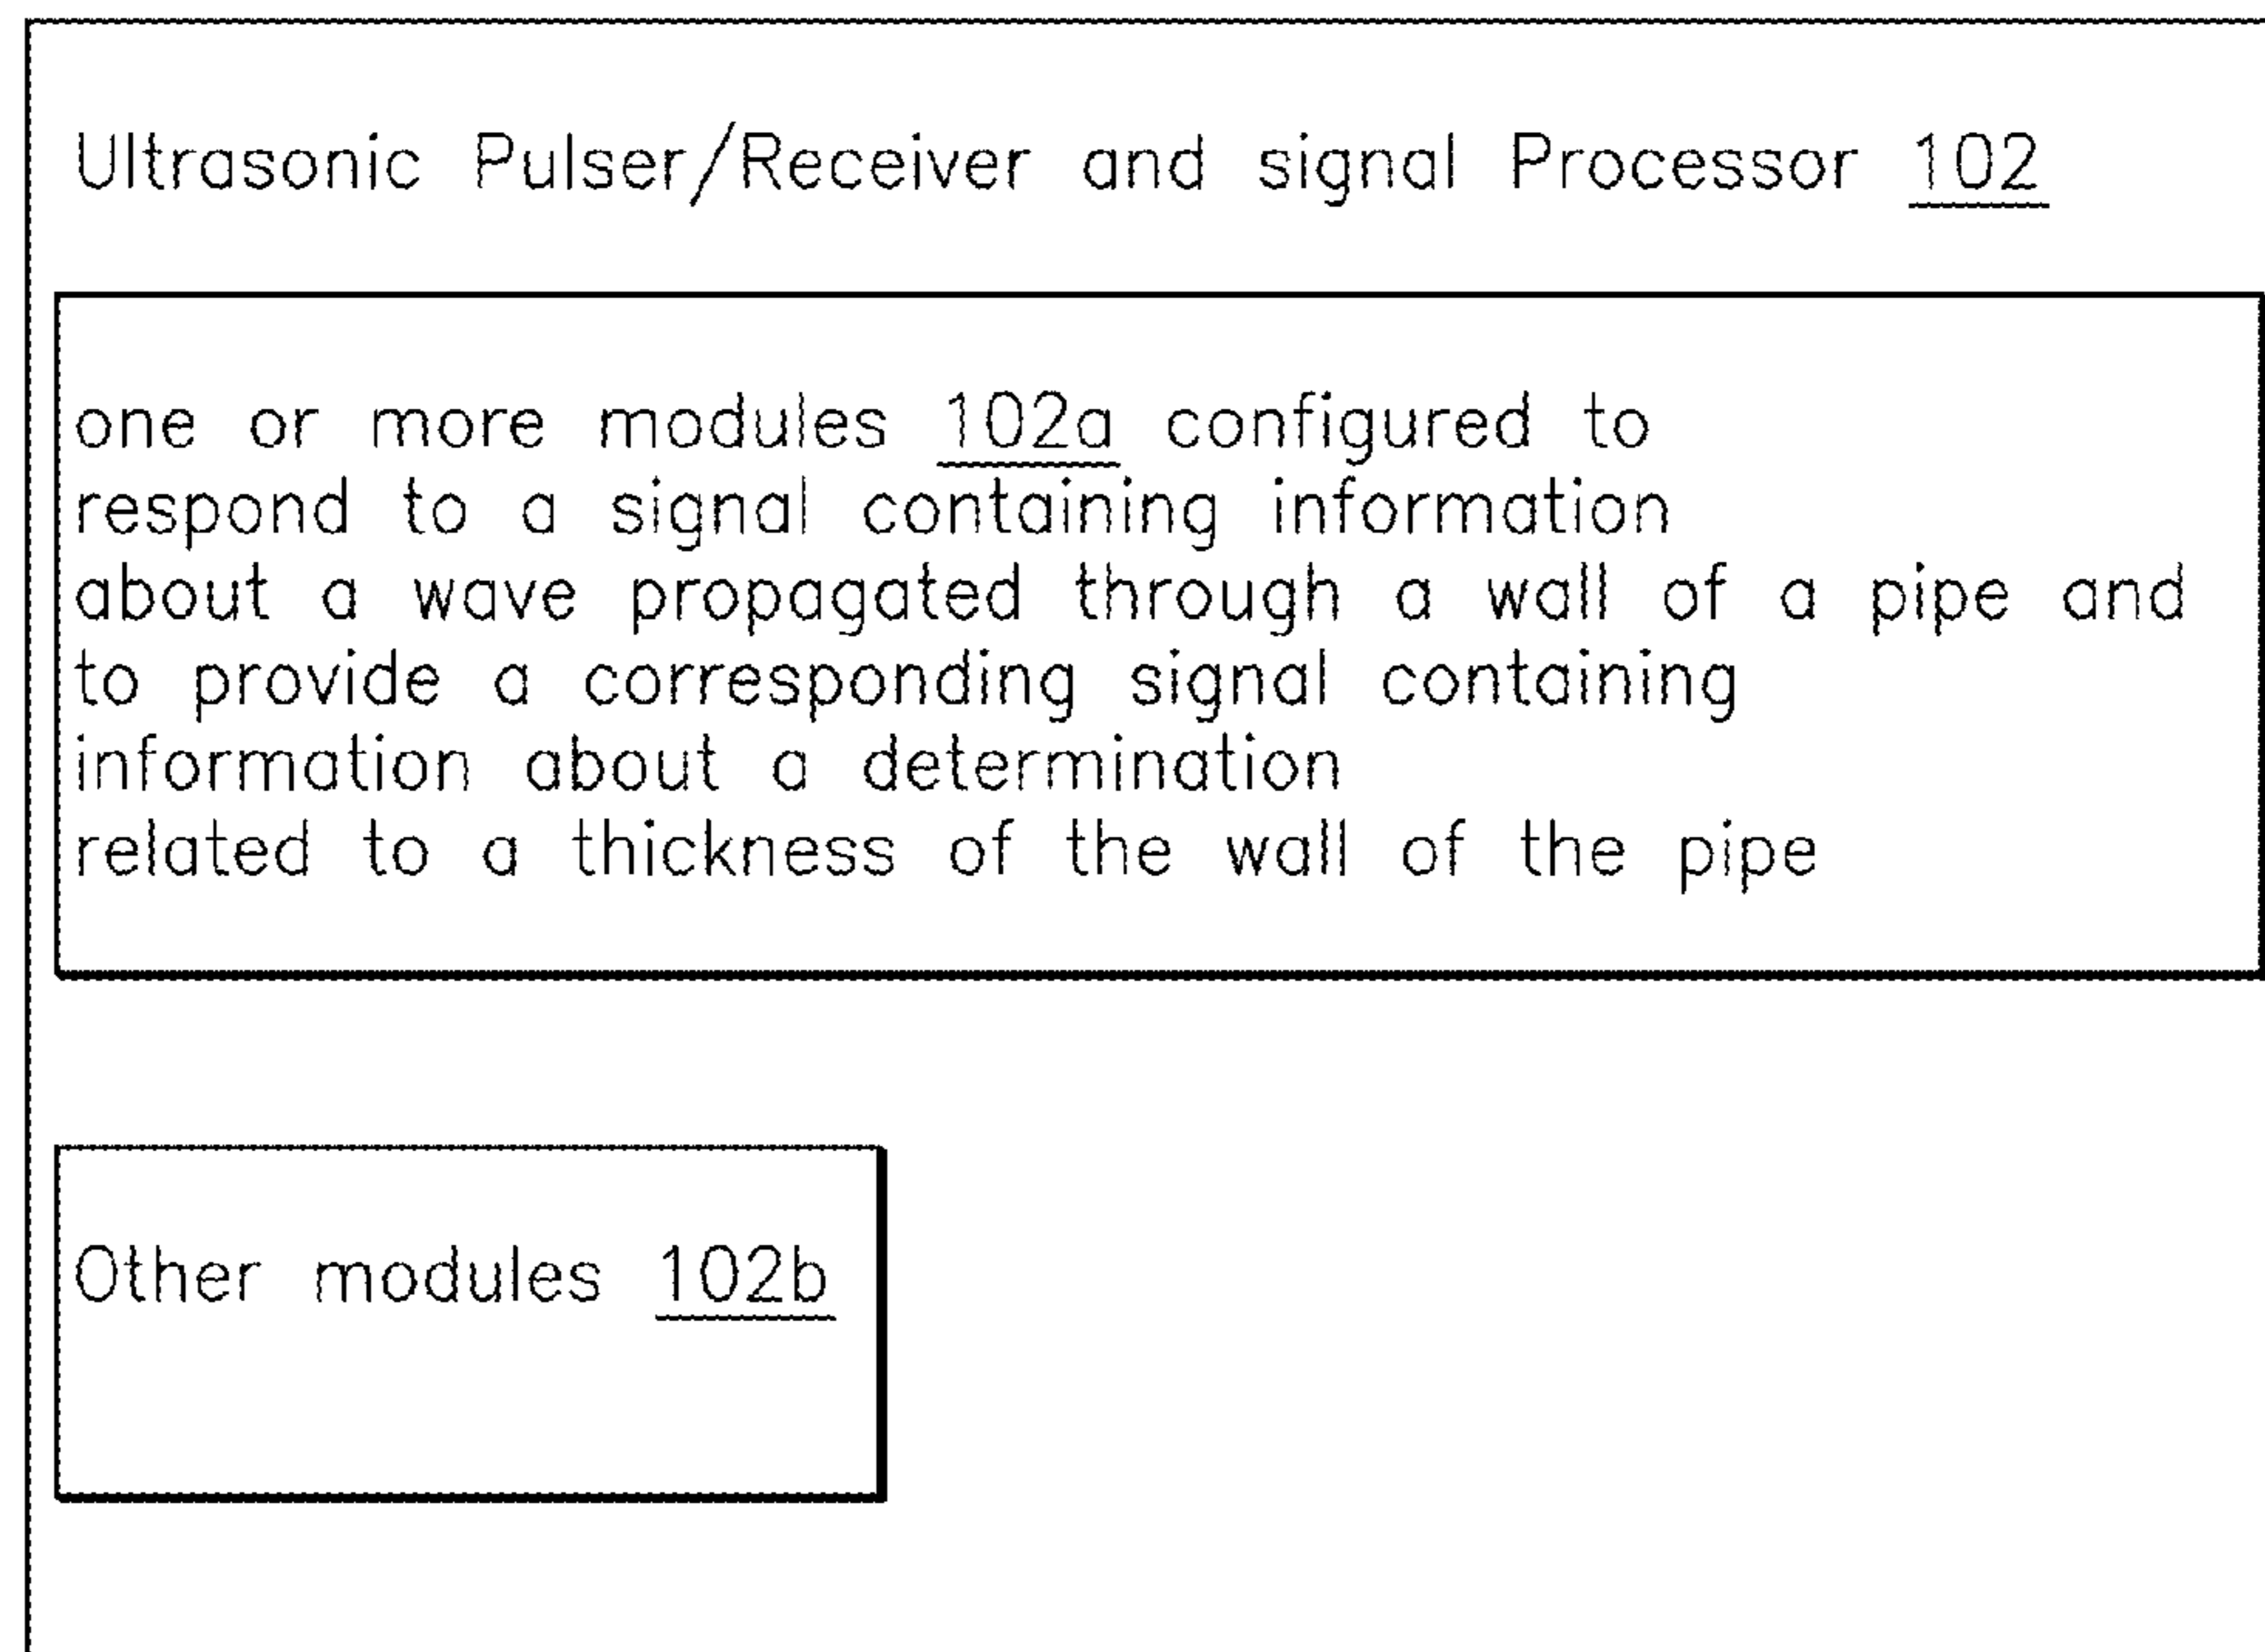 Ultrasonic Pulser/Receiver and signal Processor 102
one or more modules 102a configured to
respond to a signal containing information
about a wave propagated through a wall of a pipe and
to provide a corresponding signal containing
information about a determination
related to a thickness of the wall of the pipe
Other modules 102b